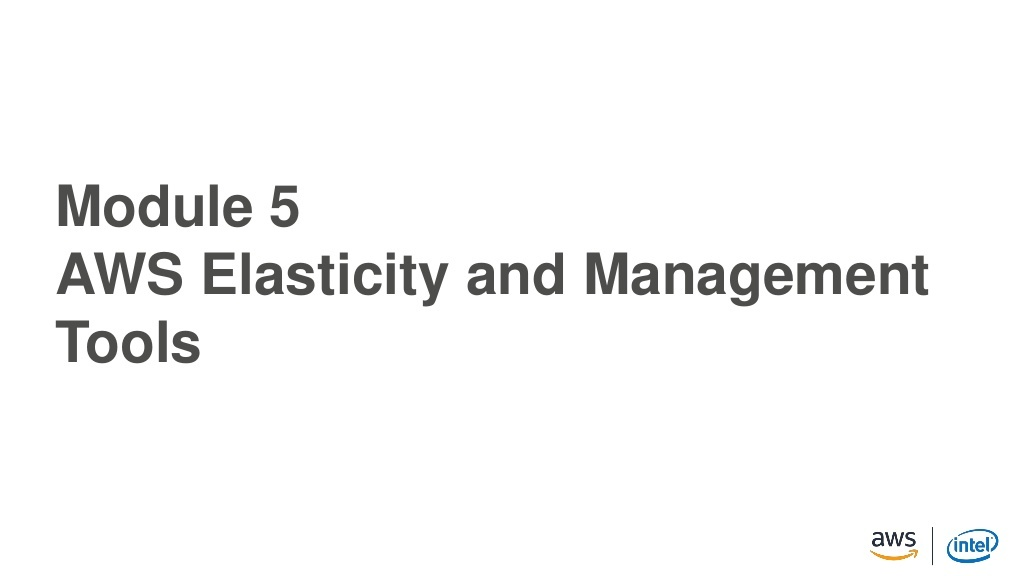 Module 5
AWS Elasticity and Management
Tools
aws
intel